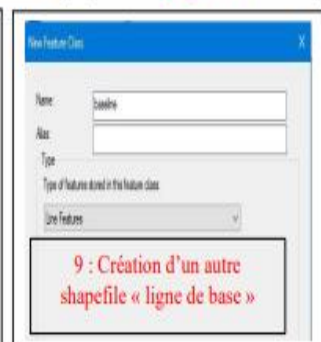 New Feature Class X
Name: baseline
Alias:
Type
Type of features stored in this feature class:
Line Features
9 : Création d’un autre
shapefile « ligne de base »